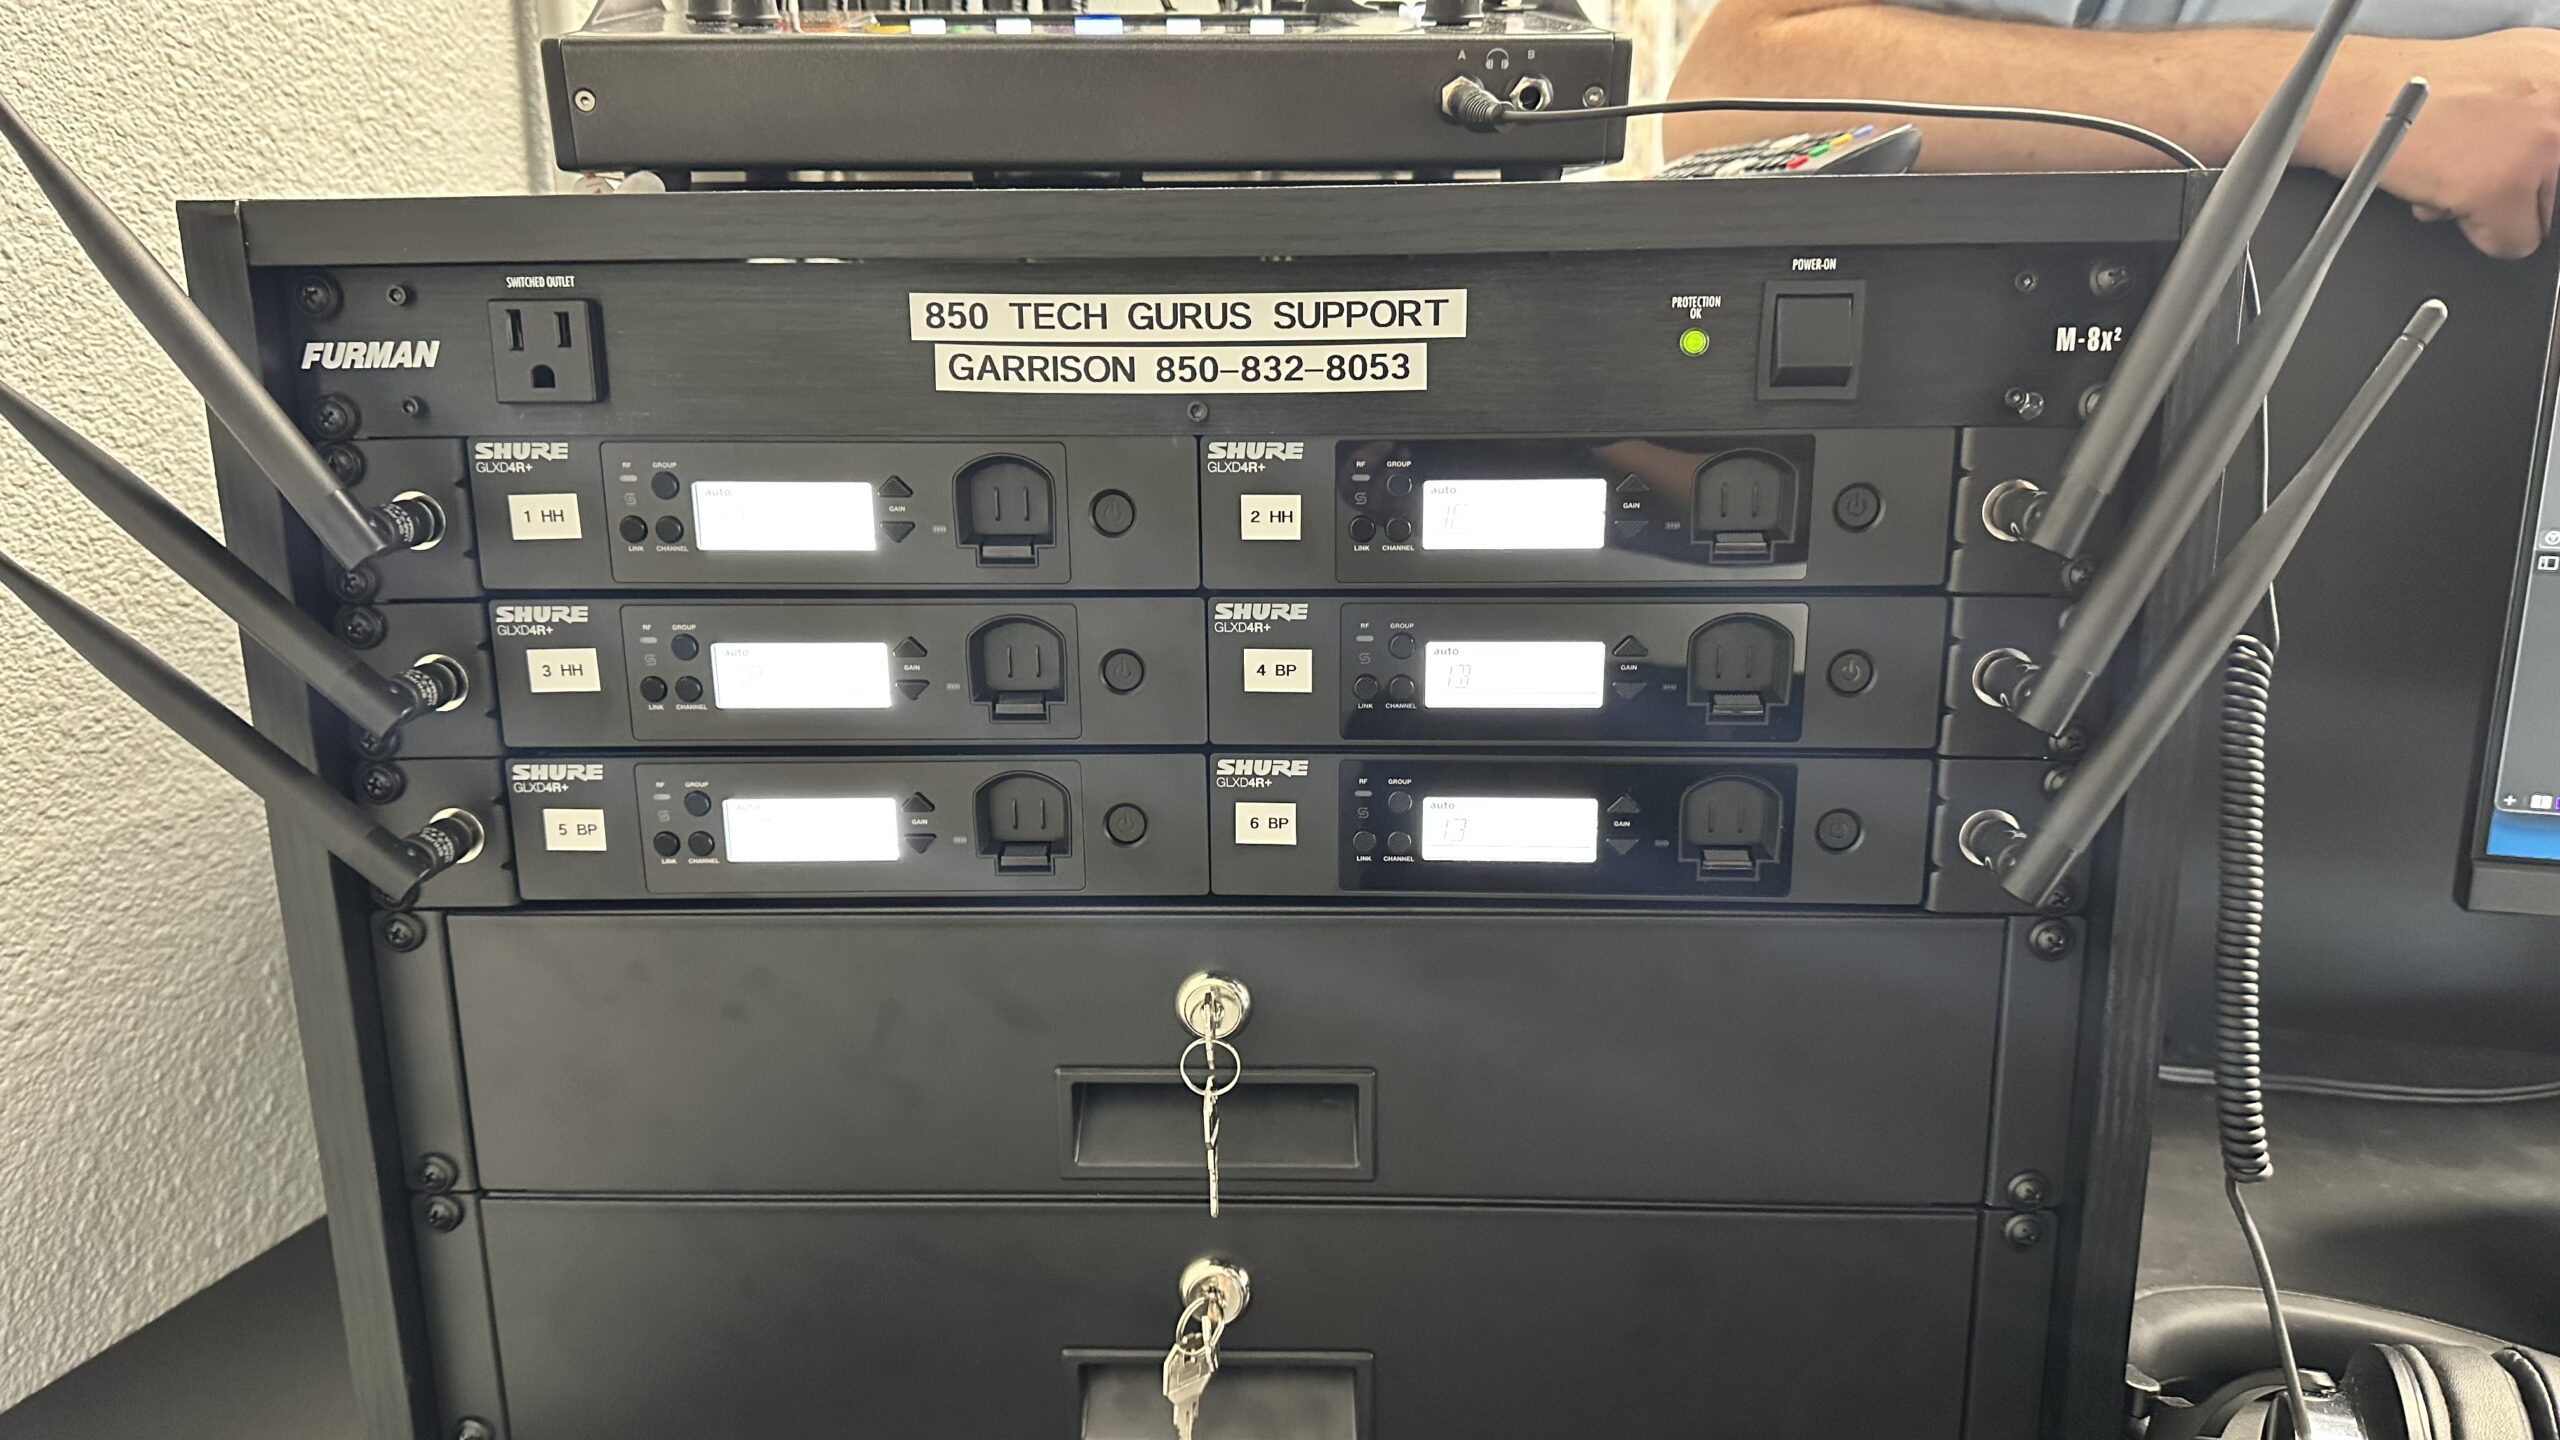 A B
SWITCHED OUTLET
POWER-ON
850 TECH GURUS SUPPORT
PROTECTION
OK
FURMAN
GARRISON 850-832-8053
M-8x²
SHURE
GLXD4R+
1 HH
RF GROUP
LINK CHANNEL
auto
GAIN
SHURE
GLXD4R+
2 HH
RF GROUP
LINK CHANNEL
auto
GAIN
SHURE
GLXD4R+
3 HH
RF GROUP
LINK CHANNEL
auto
GAIN
SHURE
GLXD4R+
4 BP
RF GROUP
LINK CHANNEL
auto
GAIN
SHURE
GLXD4R+
5 BP
RF GROUP
LINK CHANNEL
auto
GAIN
SHURE
GLXD4R+
6 BP
RF GROUP
LINK CHANNEL
auto
GAIN